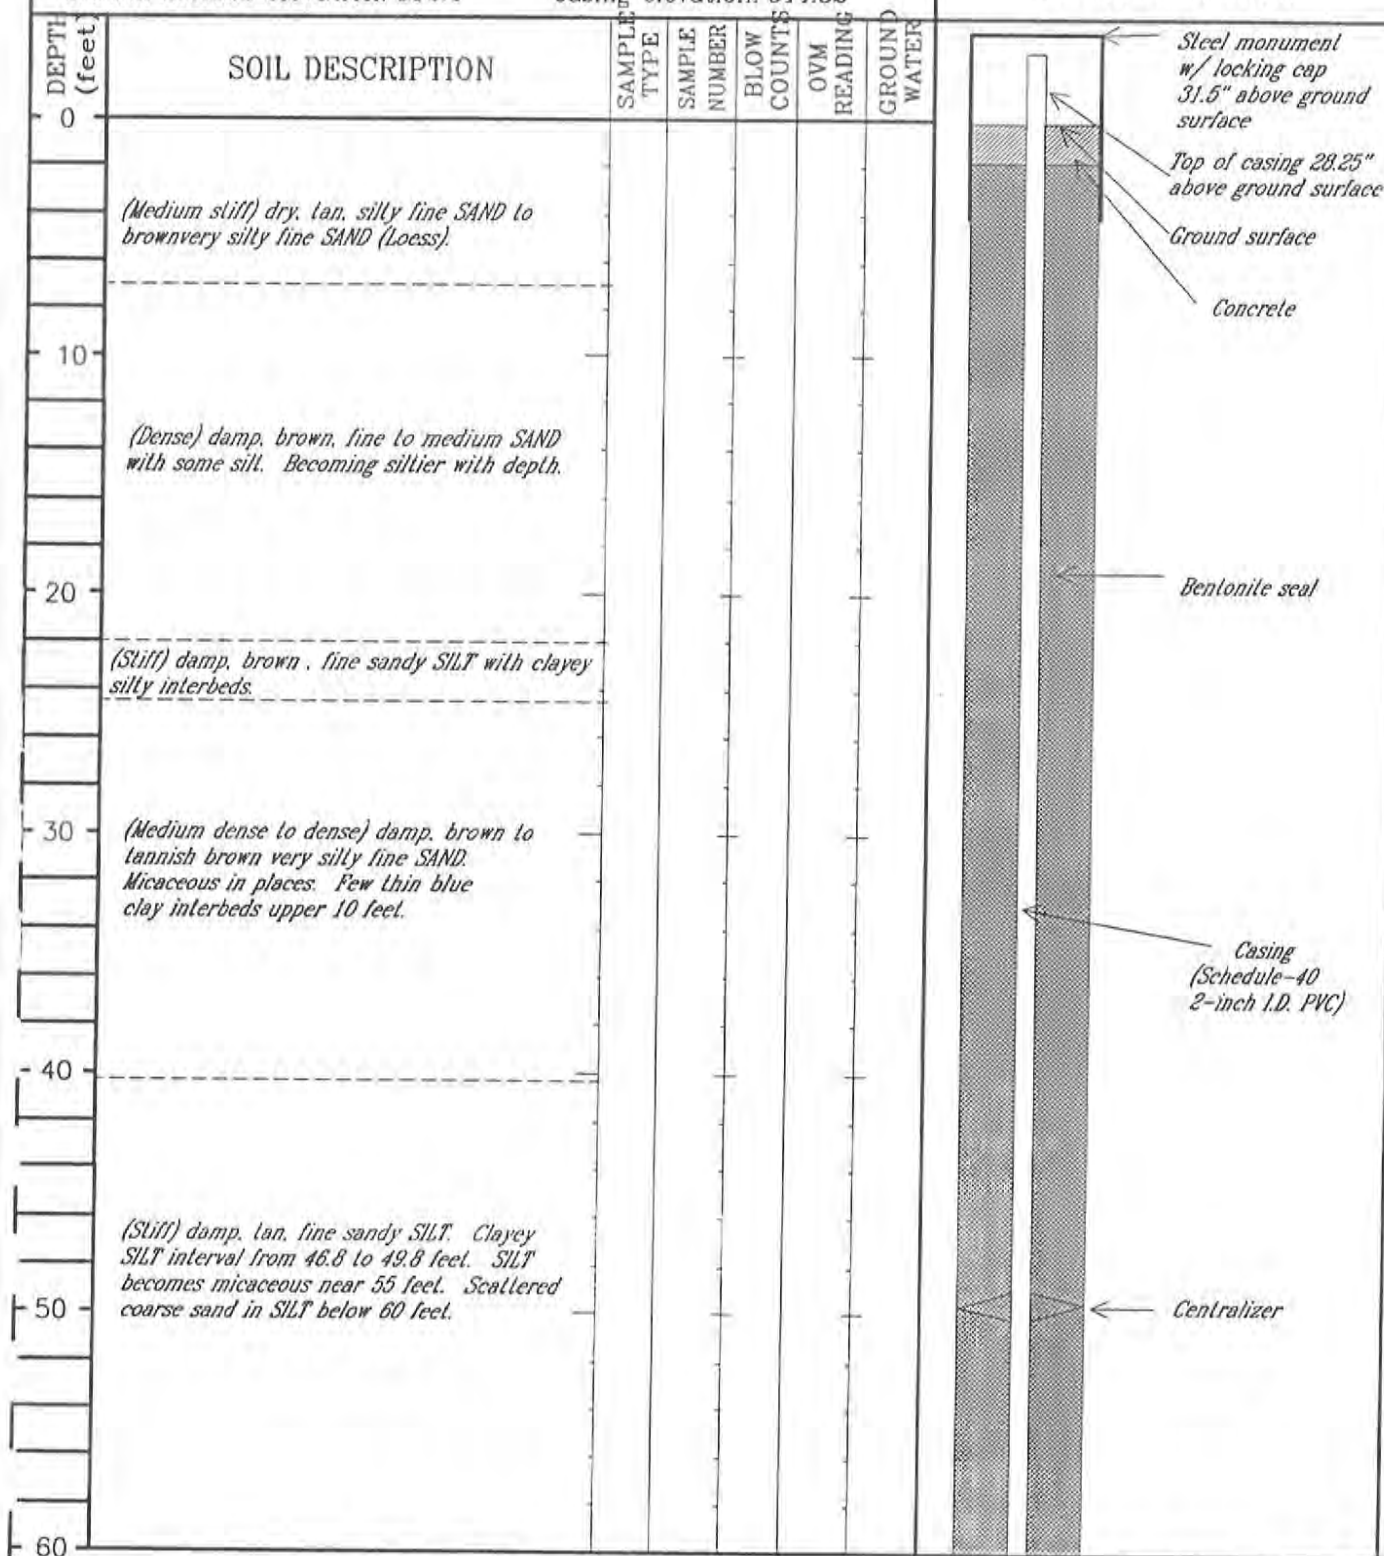 DEPTH
(feet)
SOIL DESCRIPTION
SAMPLE
TYPE
SAMPLE
NUMBER
BLOW
COUNTS
OVM
READING
GROUND
WATER
Steel monument
w/ locking cap
31.5" above ground
surface
0
Top of casing 28.25"
above ground surface
(Medium stiff) dry, tan, silty fine SAND to
brownvery silty fine SAND (Loess).
Ground surface
Concrete
10
(Dense) damp, brown, fine to medium SAND
with some silt. Becoming siltier with depth.
20
Bentonite seal
(Stiff) damp, brown , fine sandy SILT with clayey
silty interbeds.
30
(Medium dense to dense) damp, brown to
tannish brown very silty fine SAND.
Micaceous in places. Few thin blue
clay interbeds upper 10 feet.
Casing
(Schedule-40
2-inch I.D. PVC)
40
(Stiff) damp, tan, fine sandy SILT. Clayey
SILT interval from 46.8 to 49.8 feet. SILT
becomes micaceous near 55 feet. Scattered
coarse sand in SILT below 60 feet.
50
Centralizer
60